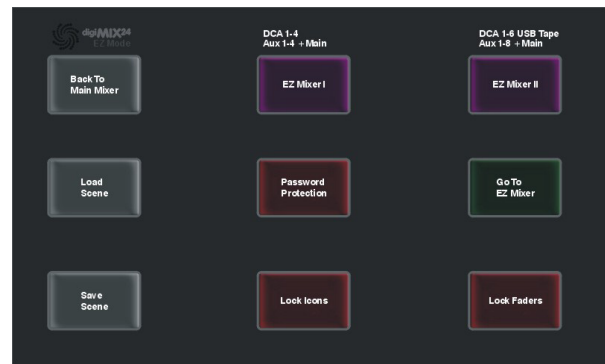 digiMIX24
EZ Mode
DCA 1-4
Aux 1-4 + Main
DCA 1-6 USB Tape
Aux 1-8 + Main
Back To
Main Mixer
EZ Mixer I
EZ Mixer II
Load
Scene
Password
Protection
Go To
EZ Mixer
Save
Scene
Lock Icons
Lock Faders